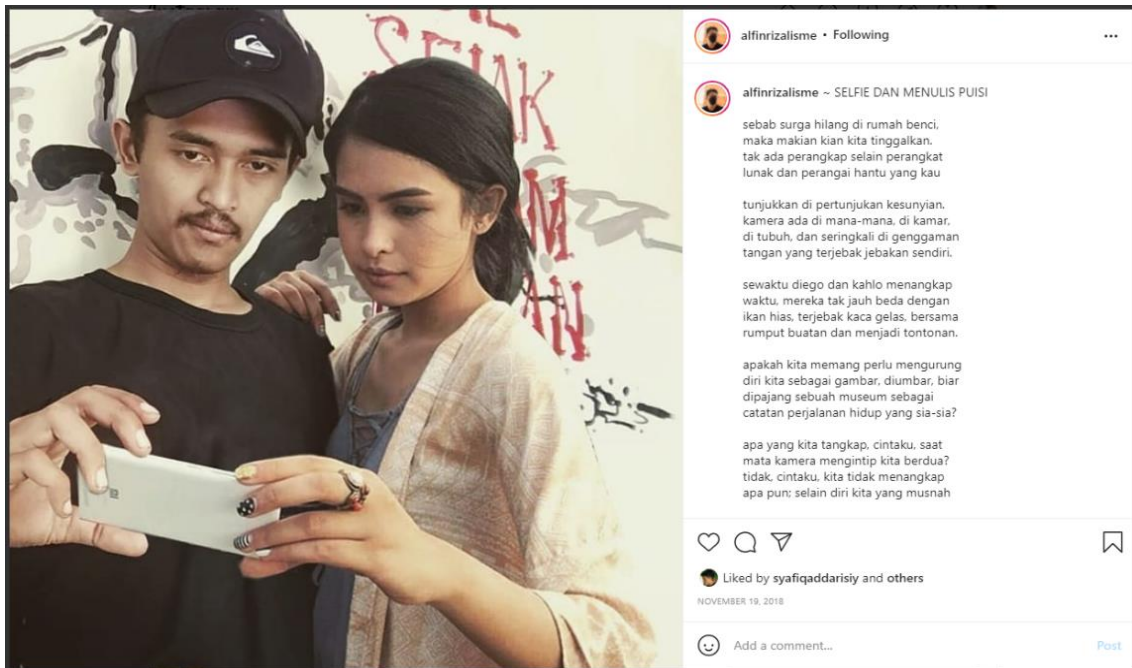 alfinrizalisme • Following
alfinrizalisme ~ SELFIE DAN MENULIS PUISI
sebab surga hilang di rumah benci,
maka makian kian kita tinggalkan.
tak ada perangkap selain perangkat
lunak dan perangai hantu yang kau
tunjukkan di pertunjukan kesunyian.
kamera ada di mana-mana, di kamar,
di tubuh, dan seringkali di genggaman
tangan yang terjebak jebakan sendiri.
sewaktu diego dan kahlo menangkap
waktu, mereka tak jauh beda dengan
ikan hias, terjebak kaca gelas, bersama
rumput buatan dan menjadi tontonan.
apakah kita memang perlu mengurung
diri kita sebagai gambar, diumbar, biar
dipajang sebuah museum sebagai
catatan perjalanan hidup yang sia-sia?
apa yang kita tangkap, cintaku, saat
mata kamera mengintip kita berdua?
tidak, cintaku, kita tidak menangkap
apa pun; selain diri kita yang musnah
Liked by syafiqaddarisiy and others
NOVEMBER 19, 2018
Add a comment...
Post